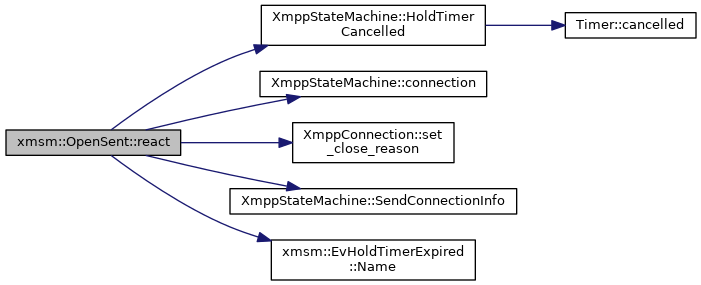 XmppStateMachine::HoldTimer
Cancelled
Timer::cancelled
XmppStateMachine::connection
xmsm::OpenSent::react
XmppConnection::set
_close_reason
XmppStateMachine::SendConnectionInfo
xmsm::EvHoldTimerExpired
::Name